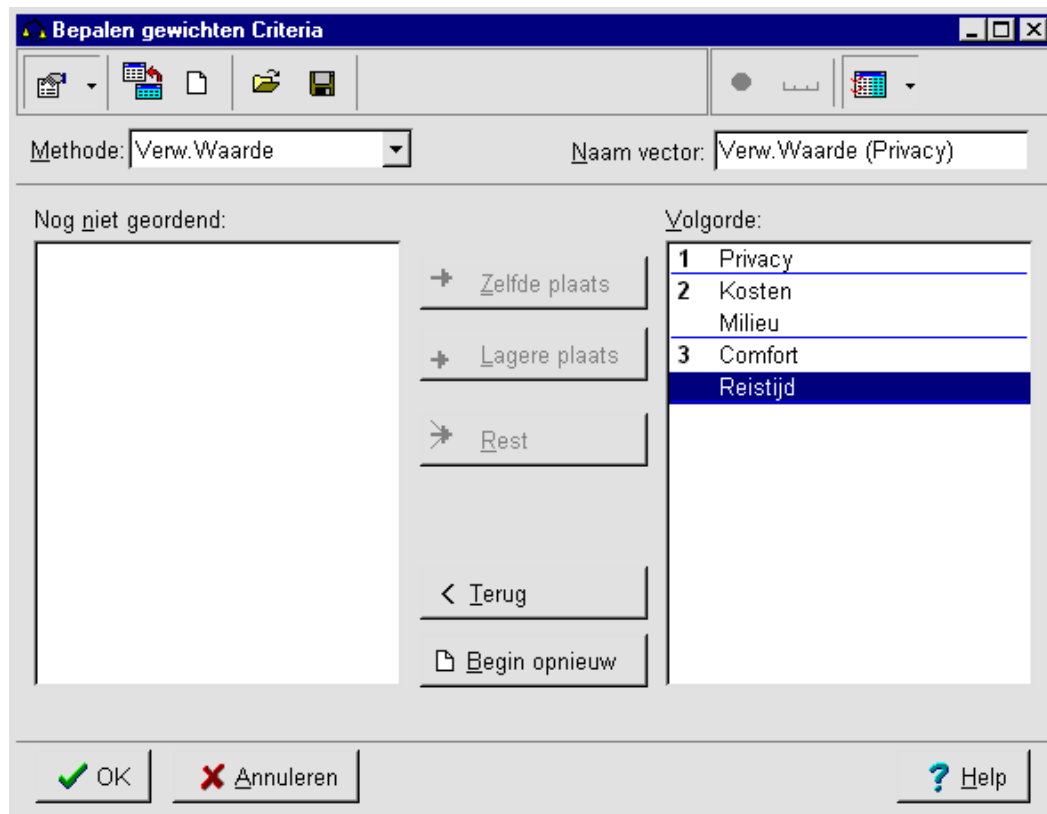 Bepalen gewichten Criteria
Methode: Verw.Waarde
Naam vector: Verw.Waarde (Privacy)
Nog niet geordend:
Volgorde:
1 Privacy
2 Kosten
Milieu
3 Comfort
Reistijd
Zelfde plaats
Lagere plaats
Rest
< Terug
Begin opnieuw
OK
Annuleren
? Help